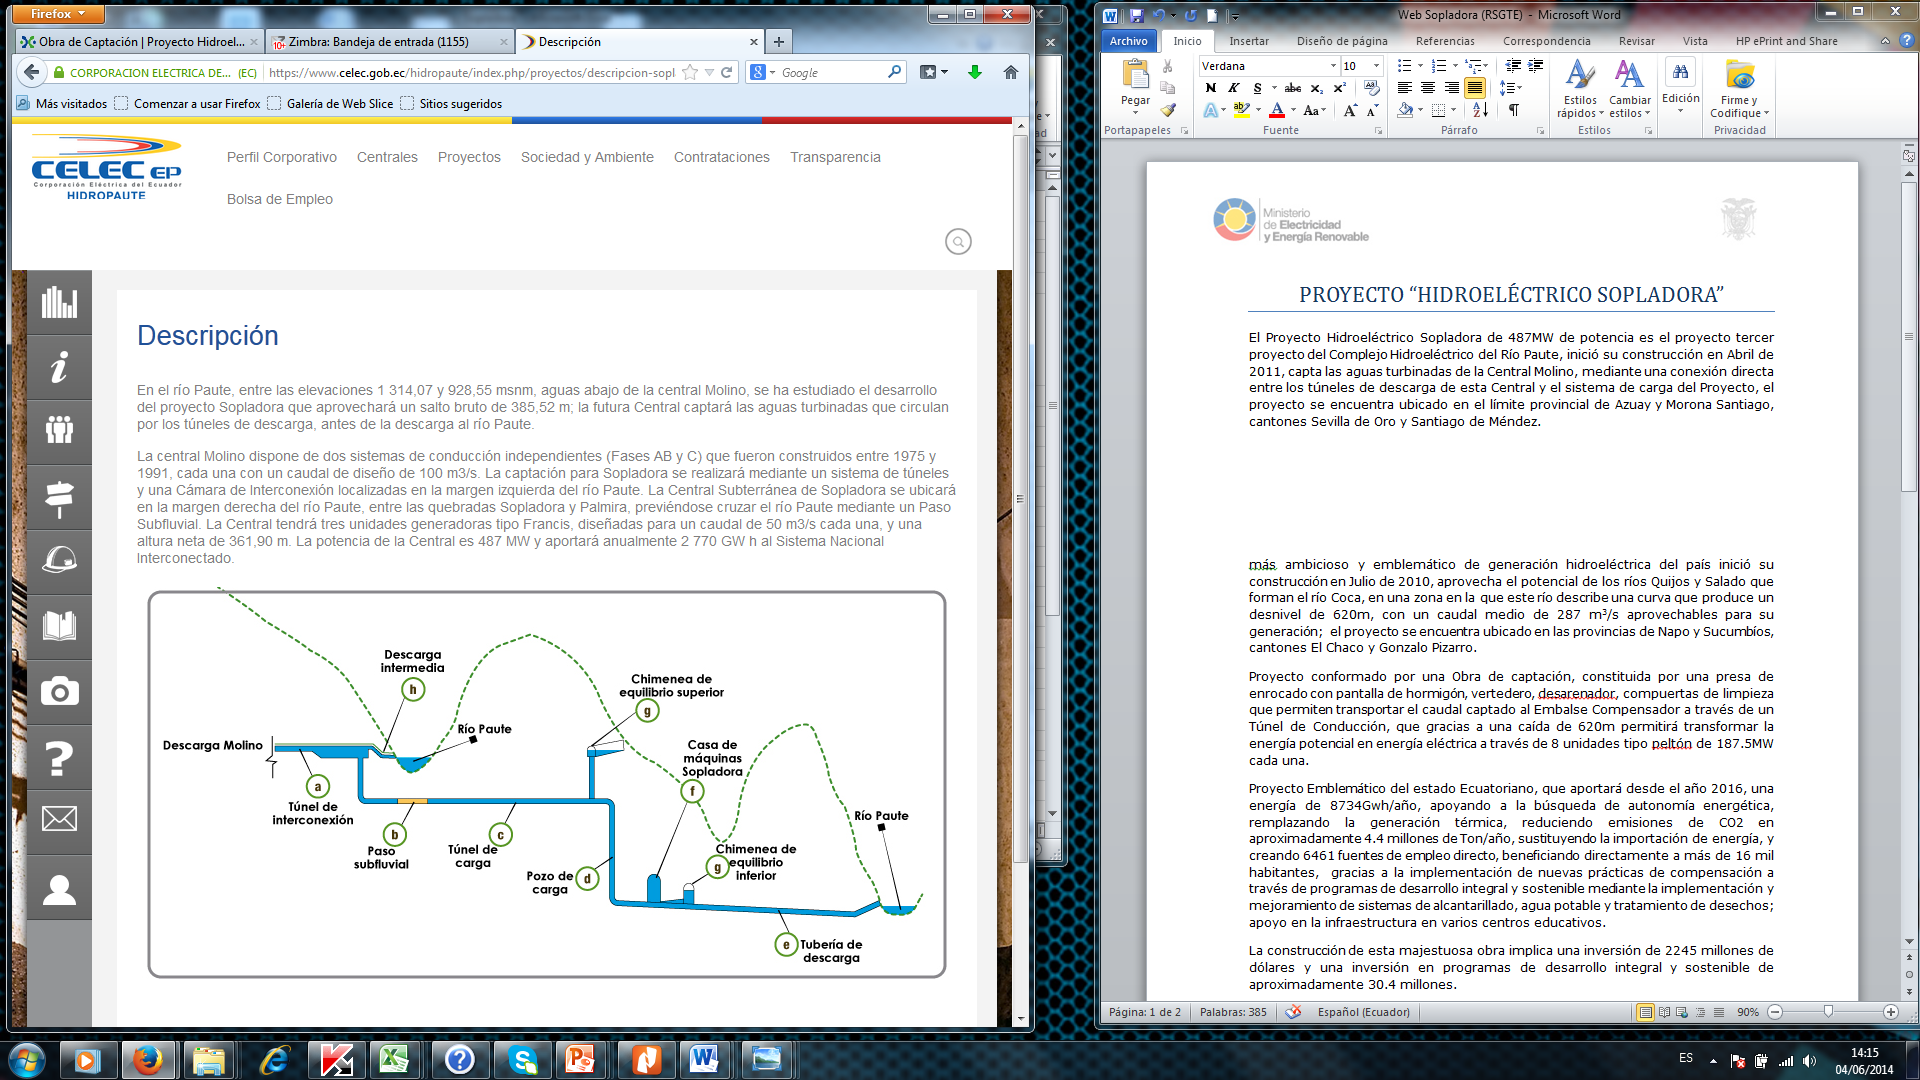 Firefox
Obra de Captación | Proyecto Hidroel...
Zimbra: Bandeja de entrada (1155)
Descripción
CORPORACION ELECTRICA DE... (EC)
https://www.celec.gob.ec/hidropaute/index.php/proyectos/descripcion-sopl
Google
Más visitados
Comenzar a usar Firefox
Galería de Web Slice
Sitios sugeridos
CELEC EP
Corporación Eléctrica del Ecuador
HIDROPAUTE
Perfil Corporativo
Centrales
Proyectos
Sociedad y Ambiente
Contrataciones
Transparencia
Bolsa de Empleo
Descripción
En el río Paute, entre las elevaciones 1 314,07 y 928,55 msnm, aguas abajo de la central Molino, se ha estudiado el desarrollo
del proyecto Sopladora que aprovechará un salto bruto de 385,52 m; la futura Central captará las aguas turbinadas que circulan
por los túneles de descarga, antes de la descarga al río Paute.
La central Molino dispone de dos sistemas de conducción independientes (Fases AB y C) que fueron construidos entre 1975 y
1991, cada una con un caudal de diseño de 100 m3/s. La captación para Sopladora se realizará mediante un sistema de túneles
y una Cámara de Interconexión localizadas en la margen izquierda del río Paute. La Central Subterránea de Sopladora se ubicará
en la margen derecha del río Paute, entre las quebradas Sopladora y Palmira, previéndose cruzar el río Paute mediante un Paso
Subfluvial. La Central tendrá tres unidades generadoras tipo Francis, diseñadas para un caudal de 50 m3/s cada una, y una
altura neta de 361,90 m. La potencia de la Central es 487 MW y aportará anualmente 2 770 GW h al Sistema Nacional
Interconectado.
Descarga
intermedia
h
Río Paute
Chimenea de
equilibrio superior
g
Descarga Molino
Casa de
máquinas
Sopladora
f
a
Túnel de
interconexión
b
Paso
subfluvial
c
Túnel de
carga
Pozo de
carga
d
Chimenea de
equilibrio
inferior
g
Río Paute
e
Tubería de
descarga
Web Sopladora (RSGTE) - Microsoft Word
Archivo
Inicio
Insertar
Diseño de página
Referencias
Correspondencia
Revisar
Vista
HP ePrint and Share
Pegar
Verdana
10
N K S abc x₂ x²
A ab A Aa A A
Estilos
rápidos
Cambiar
estilos
Edición
Firme y
Codifique
Portapapeles
Fuente
Párrafo
Estilos
Privacidad
Ministerio
de Electricidad
y Energía Renovable
PROYECTO “HIDROELÉCTRICO SOPLADORA”
El Proyecto Hidroeléctrico Sopladora de 487MW de potencia es el proyecto tercer
proyecto del Complejo Hidroeléctrico del Río Paute, inició su construcción en Abril de
2011, capta las aguas turbinadas de la Central Molino, mediante una conexión directa
entre los túneles de descarga de esta Central y el sistema de carga del Proyecto, el
proyecto se encuentra ubicado en el límite provincial de Azuay y Morona Santiago,
cantones Sevilla de Oro y Santiago de Méndez.
más ambicioso y emblemático de generación hidroeléctrica del país inició su
construcción en Julio de 2010, aprovecha el potencial de los ríos Quijos y Salado que
forman el río Coca, en una zona en la que este río describe una curva que produce un
desnivel de 620m, con un caudal medio de 287 m³/s aprovechables para su
generación; el proyecto se encuentra ubicado en las provincias de Napo y Sucumbíos,
cantones El Chaco y Gonzalo Pizarro.
Proyecto conformado por una Obra de captación, constituida por una presa de
enrocado con pantalla de hormigón, vertedero, desarenador, compuertas de limpieza
que permiten transportar el caudal captado al Embalse Compensador a través de un
Túnel de Conducción, que gracias a una caída de 620m permitirá transformar la
energía potencial en energía eléctrica a través de 8 unidades tipo peltón de 187.5MW
cada una.
Proyecto Emblemático del estado Ecuatoriano, que aportará desde el año 2016, una
energía de 8734Gwh/año, apoyando a la búsqueda de autonomía energética,
remplazando la generación térmica, reduciendo emisiones de CO2 en
aproximadamente 4.4 millones de Ton/año, sustituyendo la importación de energía, y
creando 6461 fuentes de empleo directo, beneficiando directamente a más de 16 mil
habitantes, gracias a la implementación de nuevas prácticas de compensación a
través de programas de desarrollo integral y sostenible mediante la implementación y
mejoramiento de sistemas de alcantarillado, agua potable y tratamiento de desechos;
apoyo en la infraestructura en varios centros educativos.
La construcción de esta majestuosa obra implica una inversión de 2245 millones de
dólares y una inversión en programas de desarrollo integral y sostenible de
aproximadamente 30.4 millones.
Página: 1 de 2
Palabras: 385
Español (Ecuador)
90%
ES
14:15
04/06/2014